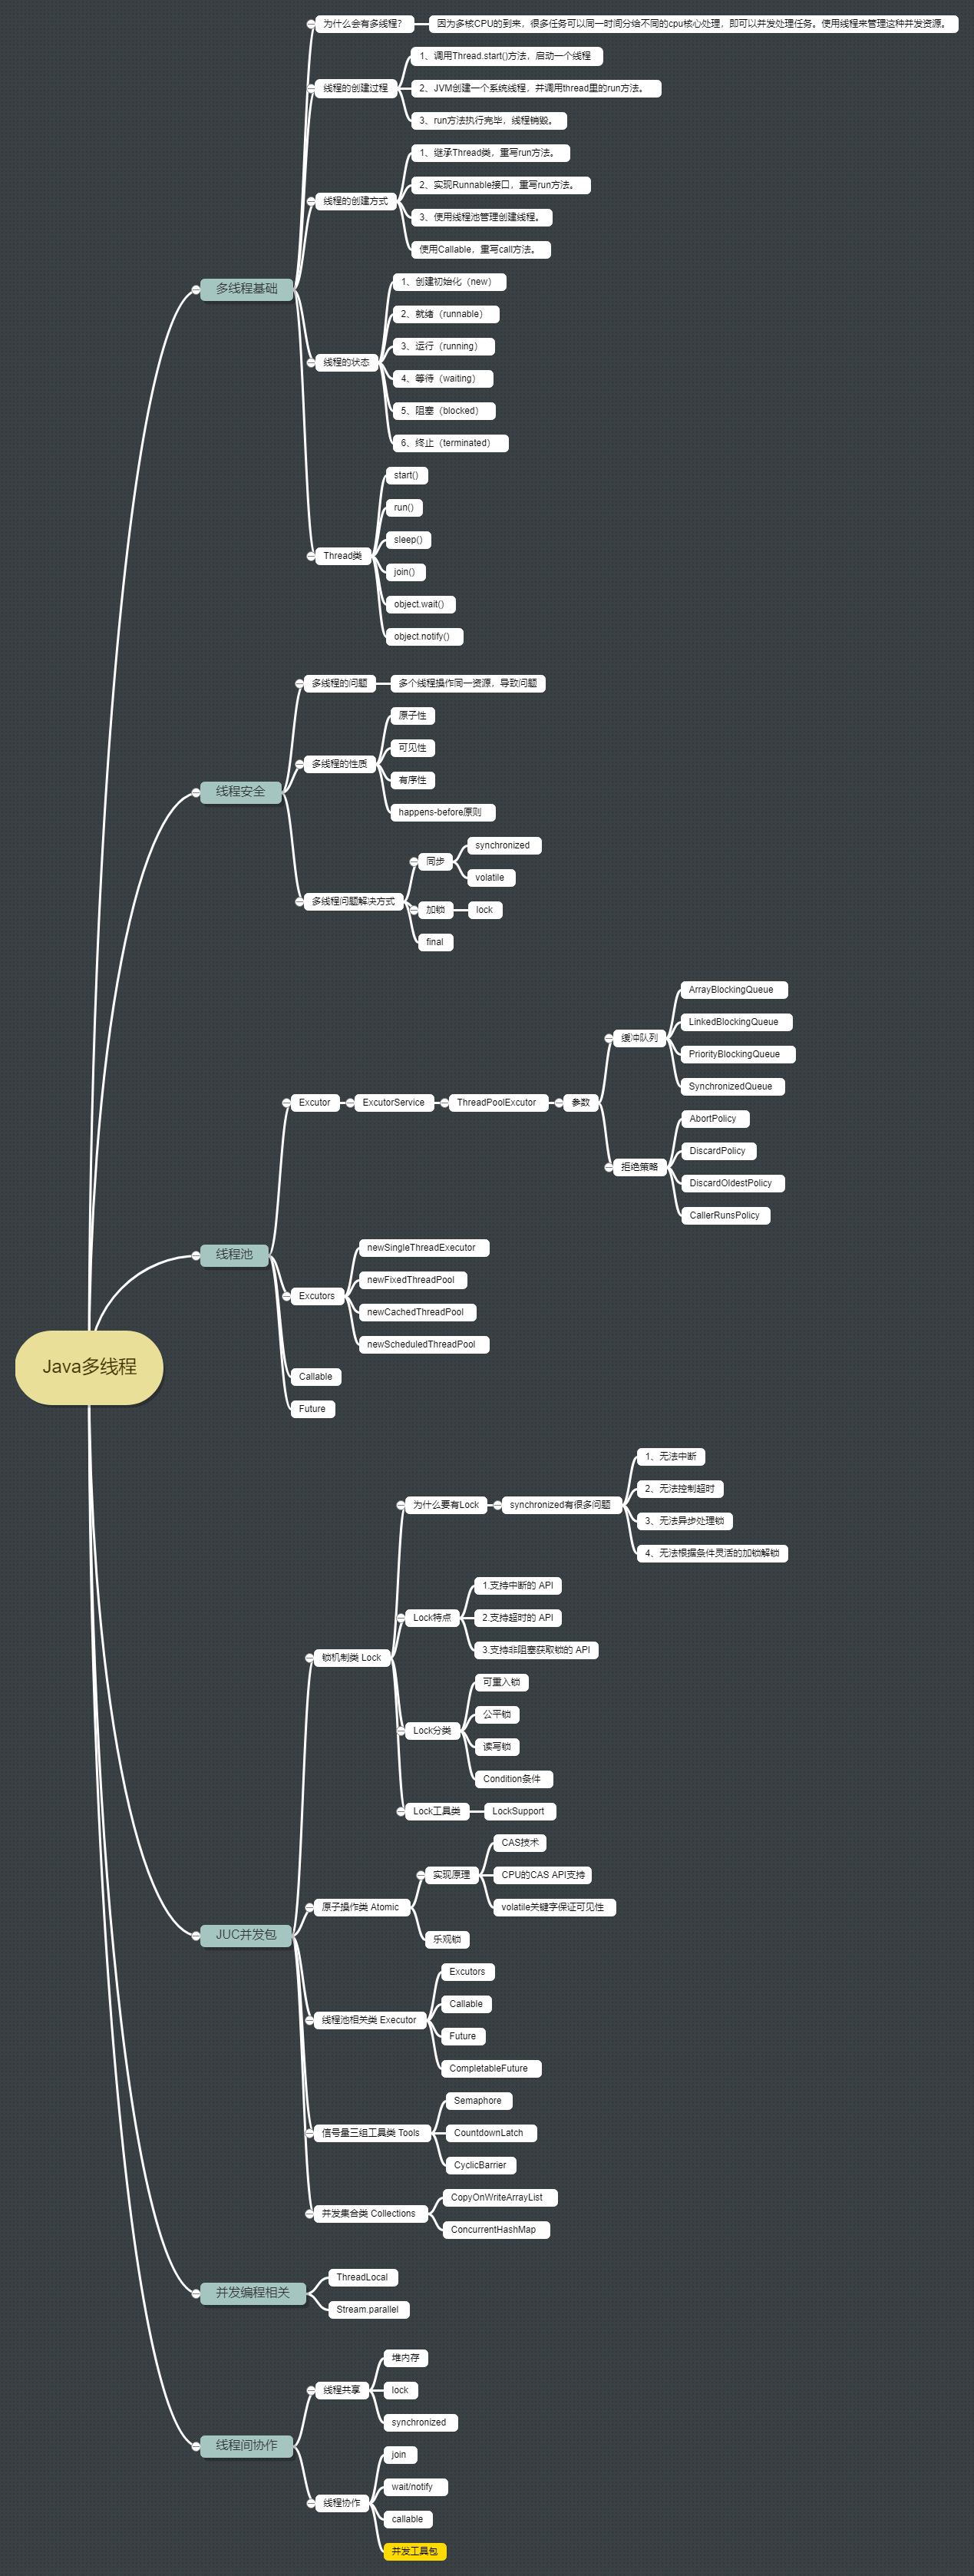 Java多线程
多线程基础
为什么会有多线程？
因为多核CPU的到来，很多任务可以同一时间分给不同的cpu核心处理，即可以并发处理任务。使用线程来管理这种并发资源。
线程的创建过程
1、调用Thread.start()方法，启动一个线程
2、JVM创建一个系统线程，并调用thread里的run方法。
3、run方法执行完毕，线程销毁。
线程的创建方式
1、继承Thread类，重写run方法。
2、实现Runnable接口，重写run方法。
3、使用线程池管理创建线程。
使用Callable，重写call方法。
线程的状态
1、创建初始化（new）
2、就绪（runnable）
3、运行（running）
4、等待（waiting）
5、阻塞（blocked）
6、终止（terminated）
Thread类
start()
run()
sleep()
join()
object.wait()
object.notify()
线程安全
多线程的问题
多个线程操作同一资源，导致问题
多线程的性质
原子性
可见性
有序性
happens-before原则
多线程问题解决方式
同步
synchronized
volatile
加锁
lock
final
线程池
Excutor
ExcutorService
ThreadPoolExcutor
参数
缓冲队列
ArrayBlockingQueue
LinkedBlockingQueue
PriorityBlockingQueue
SynchronizedQueue
拒绝策略
AbortPolicy
DiscardPolicy
DiscardOldestPolicy
CallerRunsPolicy
Excutors
newSingleThreadExecutor
newFixedThreadPool
newCachedThreadPool
newScheduledThreadPool
Callable
Future
JUC并发包
锁机制类 Lock
为什么要有Lock
synchronized有很多问题
1、无法中断
2、无法控制超时
3、无法异步处理锁
4、无法根据条件灵活的加锁解锁
Lock特点
1.支持中断的 API
2.支持超时的 API
3.支持非阻塞获取锁的 API
Lock分类
可重入锁
公平锁
读写锁
Condition条件
Lock工具类
LockSupport
原子操作类 Atomic
实现原理
CAS技术
CPU的CAS API支持
volatile关键字保证可见性
乐观锁
线程池相关类 Executor
Excutors
Callable
Future
CompletableFuture
信号量三组工具类 Tools
Semaphore
CountdownLatch
CyclicBarrier
并发集合类 Collections
CopyOnWriteArrayList
ConcurrentHashMap
并发编程相关
ThreadLocal
Stream.parallel
线程间协作
线程共享
堆内存
lock
synchronized
线程协作
join
wait/notify
callable
并发工具包